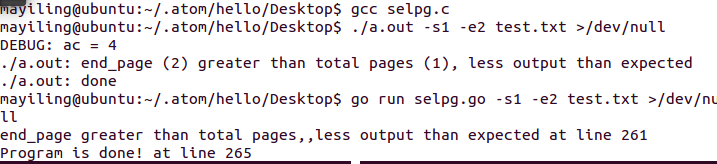 mayiling@ubuntu:~/.atom/hello/Desktop$ gcc selpg.c
mayiling@ubuntu:~/.atom/hello/Desktop$ ./a.out -s1 -e2 test.txt >/dev/null
DEBUG: ac = 4
./a.out: end_page (2) greater than total pages (1), less output than expected
./a.out: done
mayiling@ubuntu:~/.atom/hello/Desktop$ go run selpg.go -s1 -e2 test.txt >/dev/nu
ll
end_page greater than total pages,,less output than expected at line 261
Program is done! at line 265